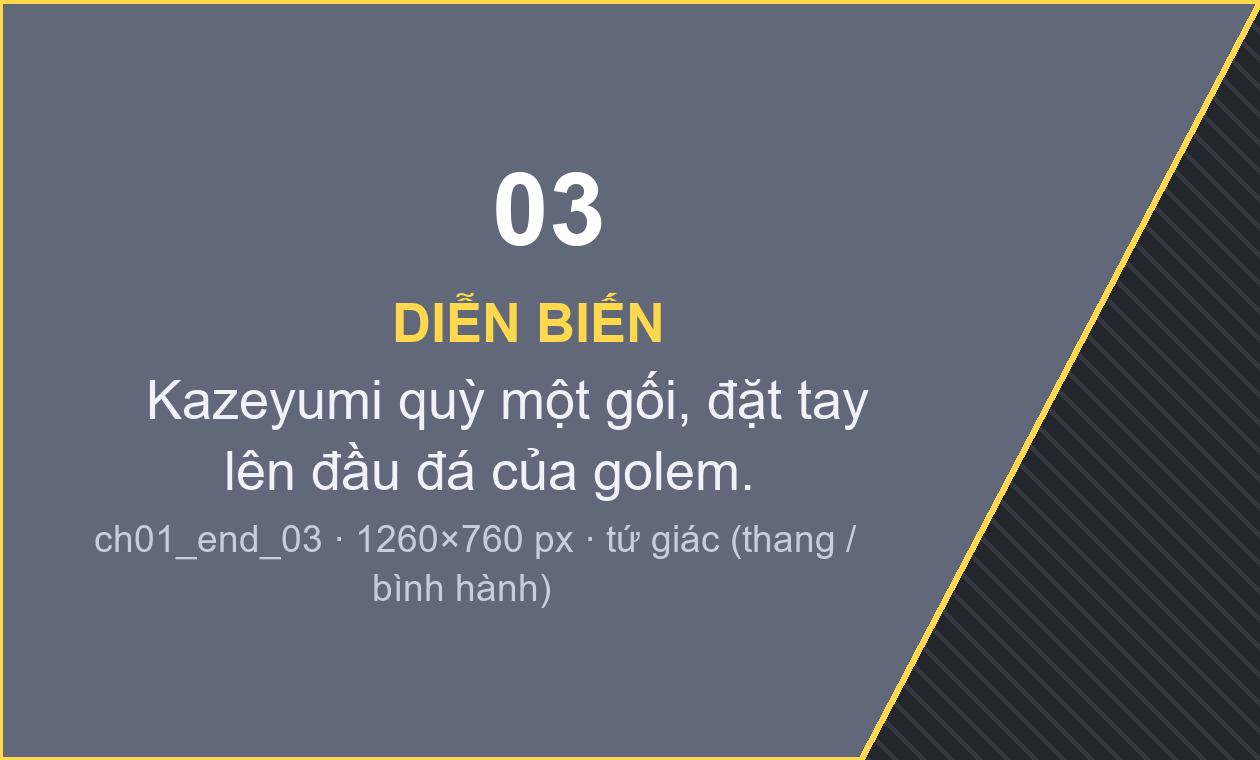 03
DIỄN BIẾN
Kazeyumi quỳ một gối, đặt tay
lên đầu đá của golem.
ch01_end_03 · 1260×760 px · tứ giác (thang /
bình hành)